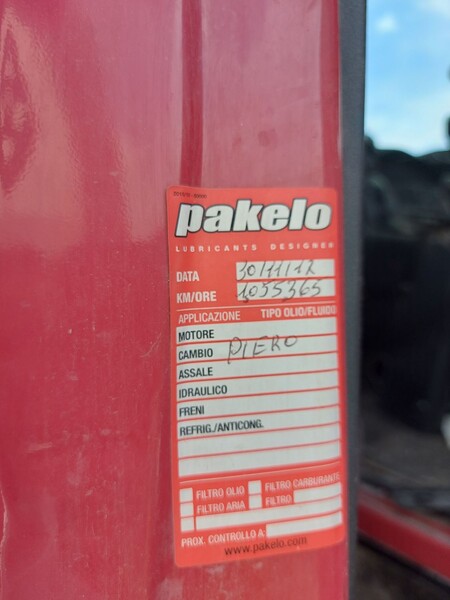 pakelo
LUBRICANTS DESIGNER
DATA 30/11/12
KM/ORE 1055365
APPLICAZIONE TIPO OLIO/FLUIDO
MOTORE
CAMBIO PIERO
ASSALE
IDRAULICO
FRENI
REFRIG./ANTICONG.
FILTRO OLIO FILTRO CARBURANTE
FILTRO ARIA FILTRO
PROX. CONTROLLO A:
www.pakelo.com